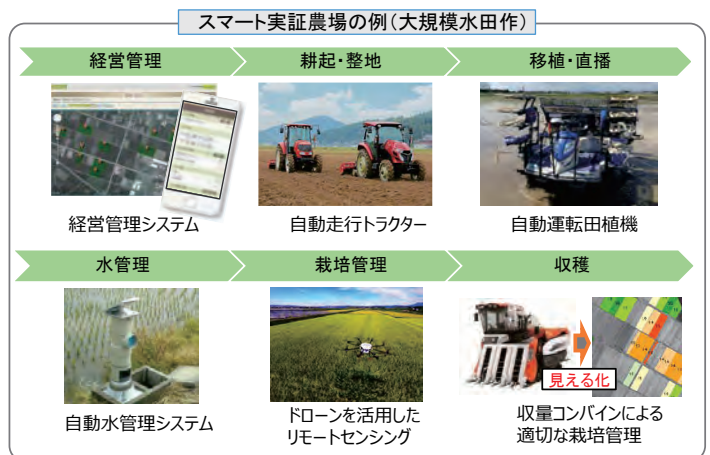 スマート実証農場の例(大規模水田作)
経営管理
耕起・整地
移植・直播
経営管理システム
自動走行トラクター
自動運転田植機
水管理
栽培管理
収穫
見える化
自動水管理システム
ドローンを活用した
リモートセンシング
収量コンバインによる
適切な栽培管理